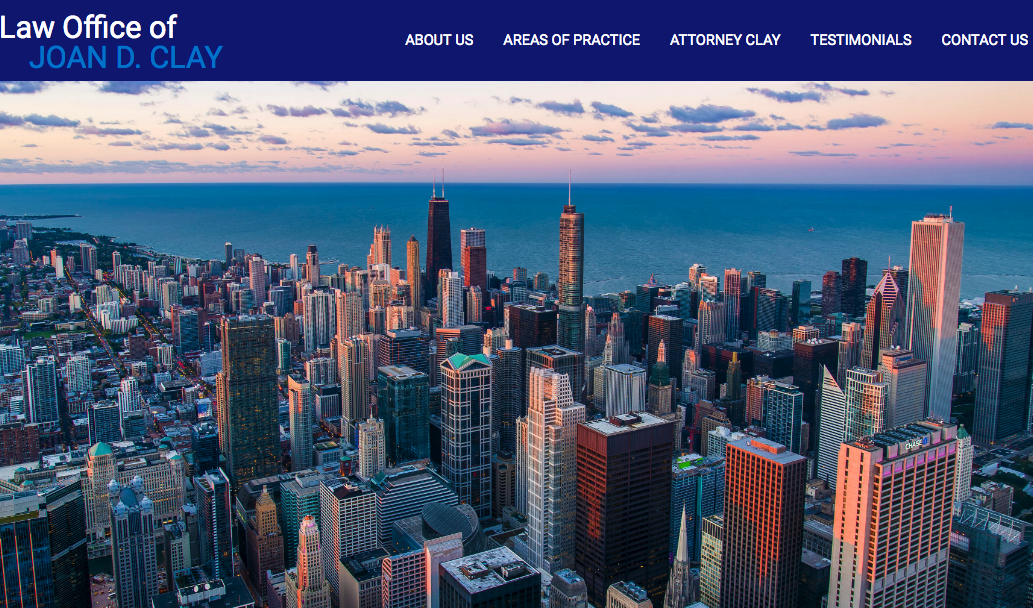 Law Office of
JOAN D. CLAY
ABOUT US
AREAS OF PRACTICE
ATTORNEY CLAY
TESTIMONIALS
CONTACT US
CHASE